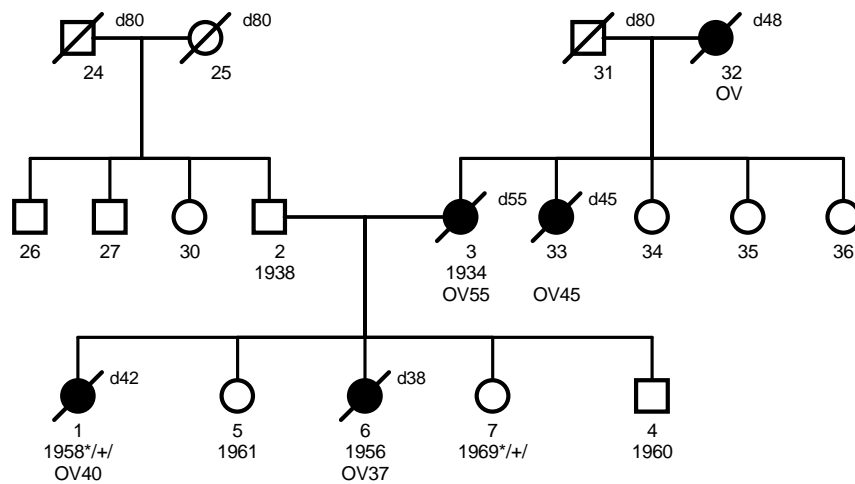 d80 d80 d80 d48
24 25 31 32
OV
d55 d45
26 27 30 2 3 33 34 35 36
1938 1934
OV55 OV45
d42 d38
1 5 6 7 4
1958*/+/ 1961 1956 1969*/+/ 1960
OV40 OV37